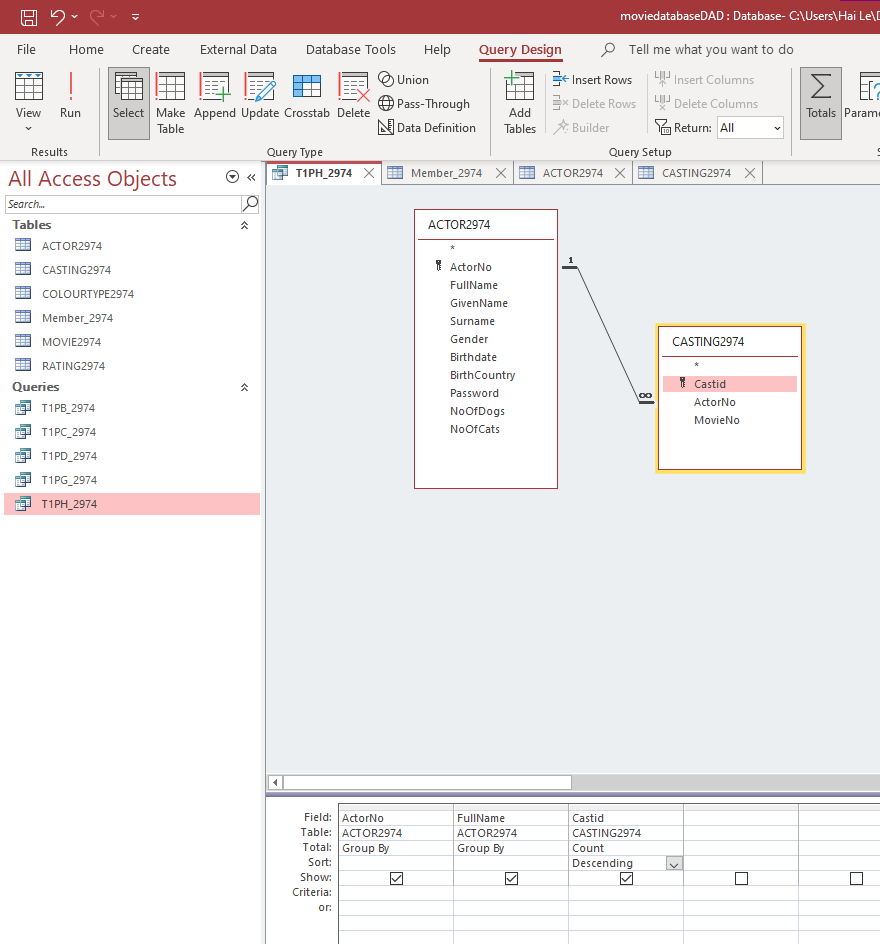 moviedatabaseDAD : Database- C:\Users\Hai Le\
File Home Create External Data Database Tools Help Query Design Tell me what you want to do
View Run Select Make Table Append Update Crosstab Delete
Union
Pass-Through
Data Definition
Add Tables
Insert Rows
Delete Rows
Builder
Insert Columns
Delete Columns
Return: All
Totals
Results Query Type Query Setup
All Access Objects
Search...
Tables
ACTOR2974
CASTING2974
COLOURTYPE2974
Member_2974
MOVIE2974
RATING2974
Queries
T1PB_2974
T1PC_2974
T1PD_2974
T1PG_2974
T1PH_2974
T1PH_2974 Member_2974 ACTOR2974 CASTING2974
ACTOR2974
*
ActorNo
FullName
GivenName
Surname
Gender
Birthdate
BirthCountry
Password
NoOfDogs
NoOfCats
1
∞
CASTING2974
*
Castid
ActorNo
MovieNo
Field: ActorNo FullName Castid
Table: ACTOR2974 ACTOR2974 CASTING2974
Total: Group By Group By Count
Sort: Descending
Show:
Criteria:
or: